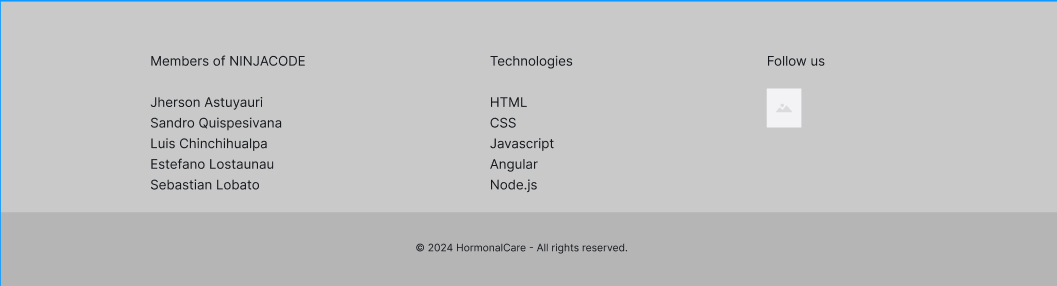 Members of NINJACODE
Jherson Astuyauri
Sandro Quispesivana
Luis Chinchihualpa
Estefano Lostaunau
Sebastian Lobato
Technologies
HTML
CSS
Javascript
Angular
Node.js
Follow us
© 2024 HormonalCare - All rights reserved.